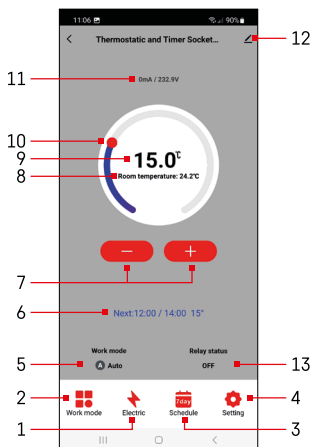 11:06 90%
Thermostatic and Timer Socket... 12
11 0mA / 232.9V
10
9 15.0℃
8 Room temperature: 24.2℃
− +
7
6 Next:12:00 / 14:00 15°
Work mode Relay status
5 A Auto OFF 13
2 7day 4
Work mode Electric Schedule Setting
1 3